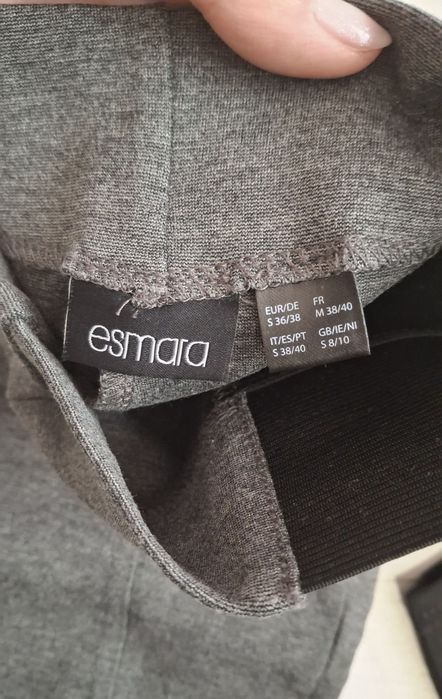 esmara
EUR/DE
S 36/38
FR
M 38/40
IT/ES/PT
S 38/40
GB/IE/NI
S 8/10